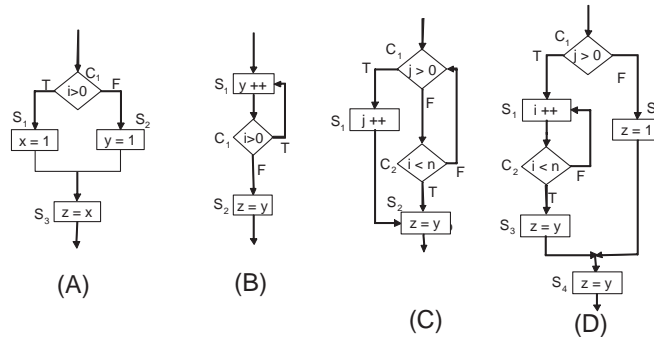 C1
i>0
T
F
S1
x = 1
S2
y = 1
S3
z = x
(A)
S1
y ++
C1
i>0
T
F
S2
z = y
(B)
C1
j > 0
T
F
S1
j ++
C2
i < n
F
T
S2
z = y
(C)
C1
j > 0
T
F
S1
i ++
S
z = 1
C2
i < n
F
T
S3
z = y
S4
z = y
(D)